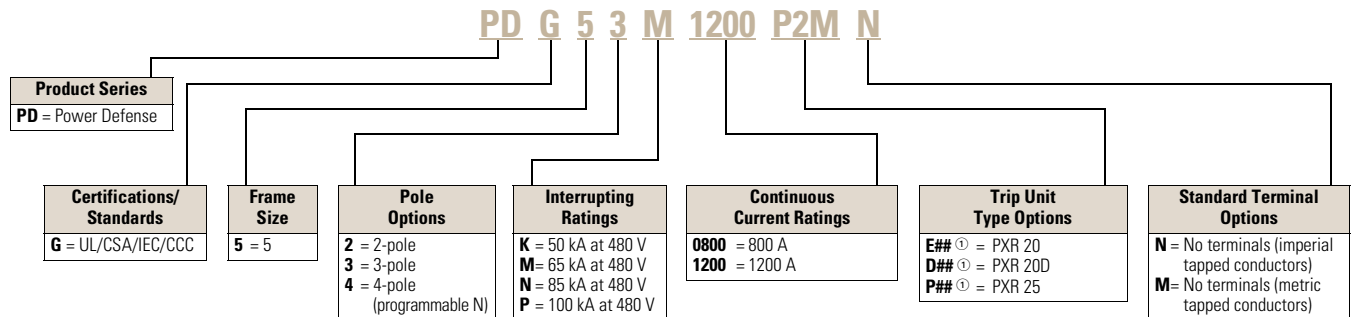 PD G 5 3 M 1200 P2M N
Product Series
PD = Power Defense
Certifications/
Standards
G = UL/CSA/IEC/CCC
Frame
Size
5 = 5
Pole
Options
2 = 2-pole
3 = 3-pole
4 = 4-pole
(programmable N)
Interrupting
Ratings
K = 50 kA at 480 V
M= 65 kA at 480 V
N = 85 kA at 480 V
P = 100 kA at 480 V
Continuous
Current Ratings
0800 = 800 A
1200 = 1200 A
Trip Unit
Type Options
E## ① = PXR 20
D## ① = PXR 20D
P## ① = PXR 25
Standard Terminal
Options
N = No terminals (imperial
tapped conductors)
M= No terminals (metric
tapped conductors)